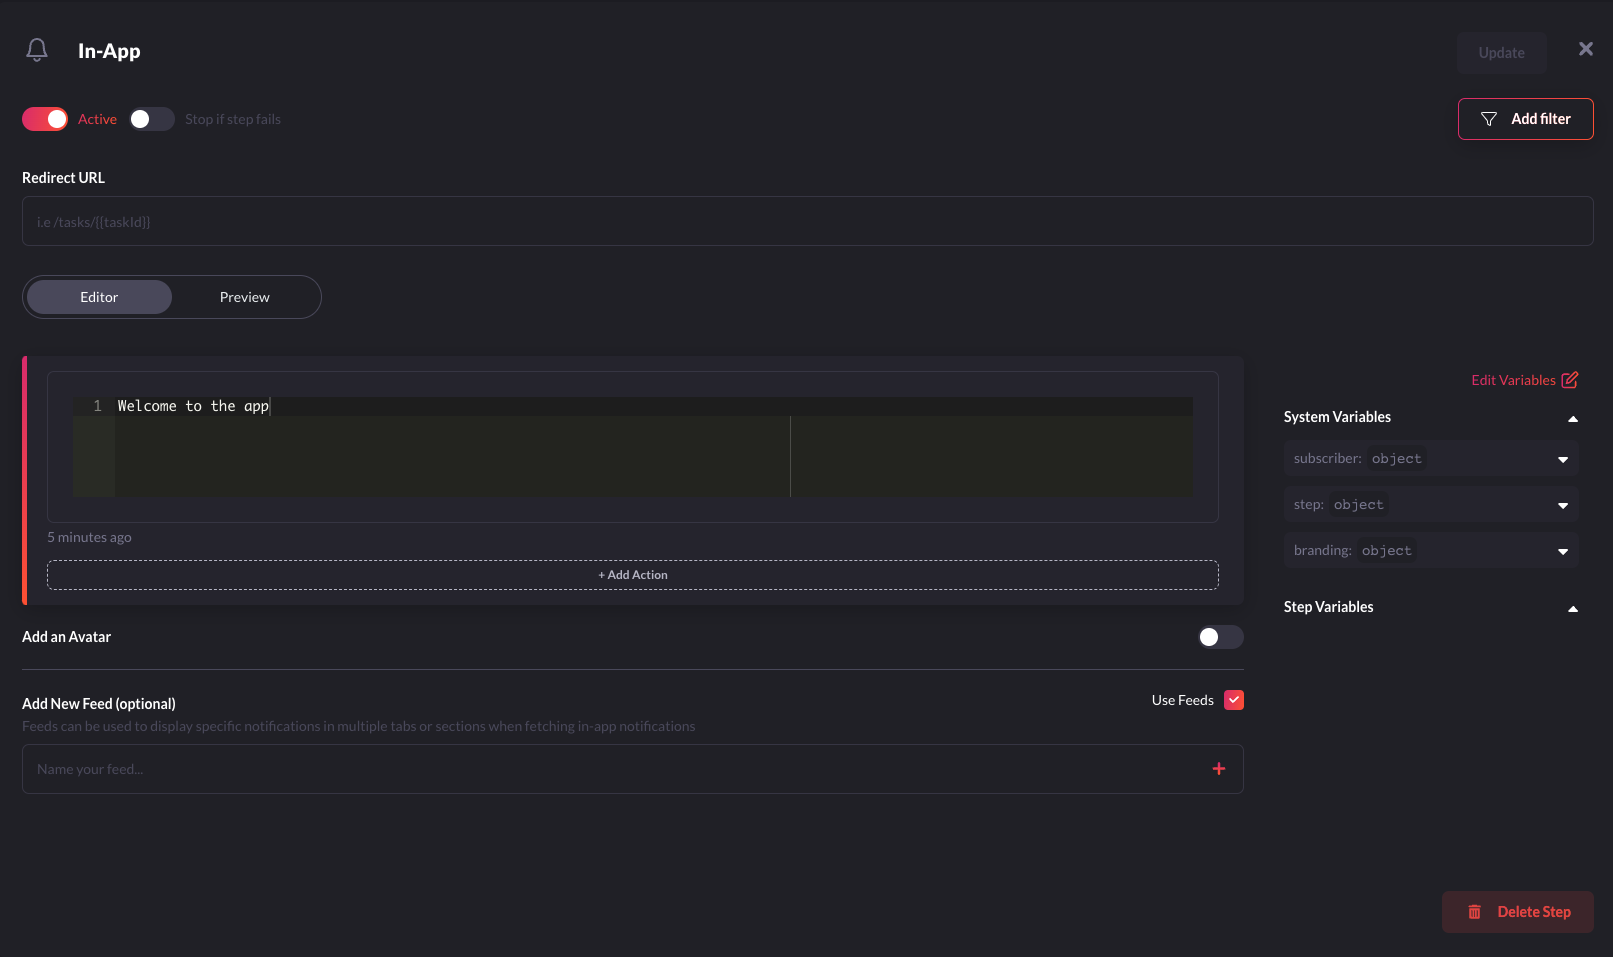 In-App
Update
Active
Stop if step fails
Add filter
Redirect URL
i.e /tasks/{{taskId}}
Editor
Preview
1 Welcome to the app
5 minutes ago
+ Add Action
Edit Variables
System Variables
subscriber: object
step: object
branding: object
Step Variables
Add an Avatar
Add New Feed (optional)
Use Feeds
Feeds can be used to display specific notifications in multiple tabs or sections when fetching in-app notifications
Name your feed...
Delete Step